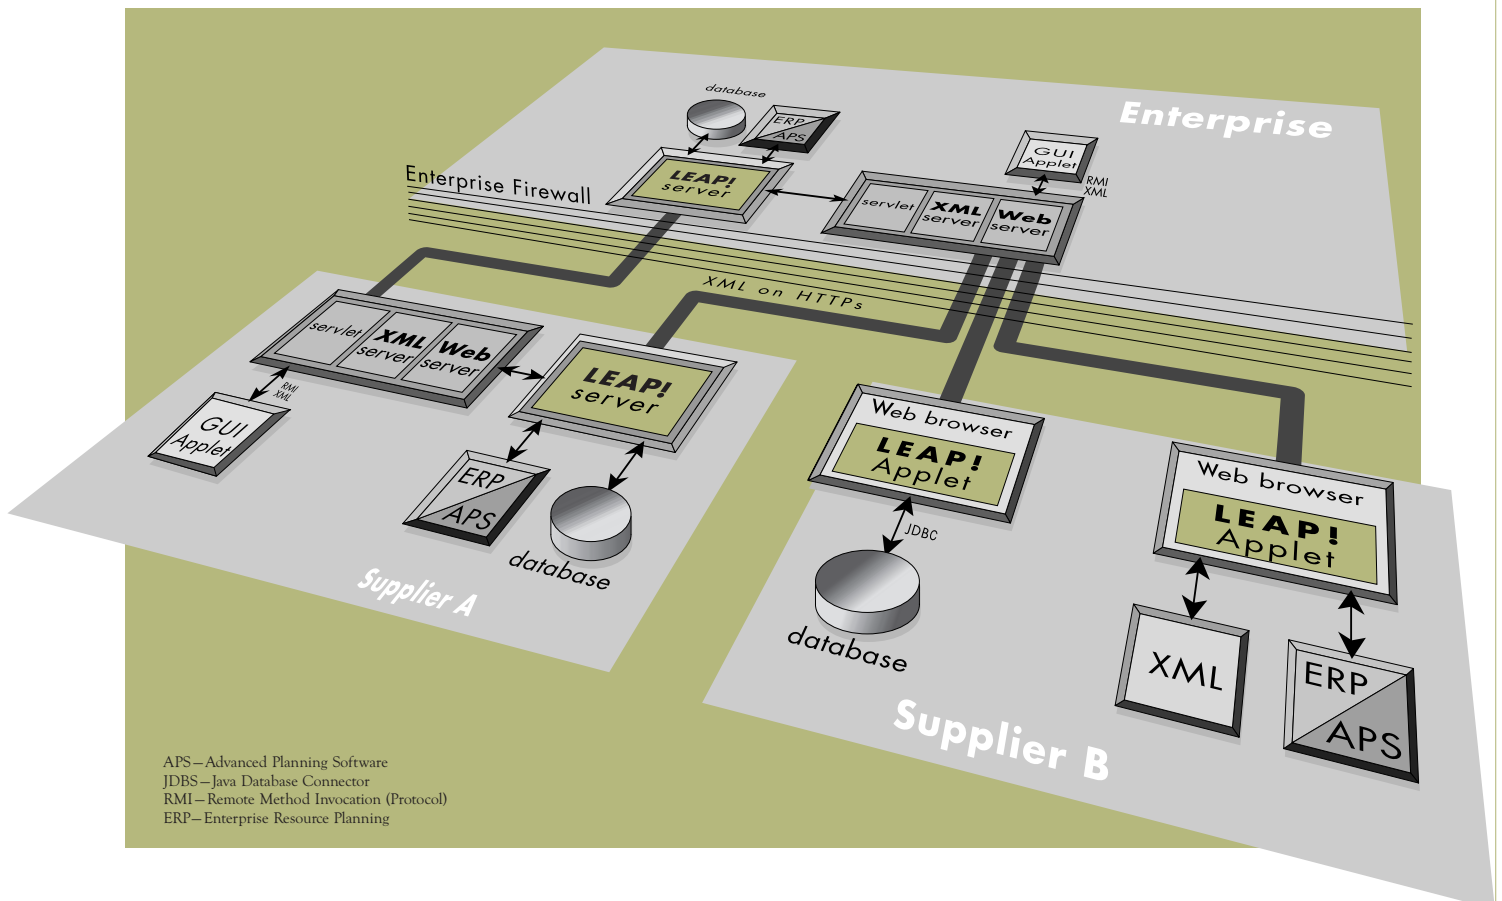 Enterprise
database
ERP
APS
LEAP!
server
GUI
Applet
RMI
XML
servlet
XML
server
Web
server
Enterprise Firewall
XML on HTTPs
servlet
XML
server
Web
server
RMI
XML
GUI
Applet
LEAP!
server
ERP
APS
database
Supplier A
Web browser
LEAP!
Applet
JDBC
database
Web browser
LEAP!
Applet
XML
ERP
APS
Supplier B
APS—Advanced Planning Software
JDBS—Java Database Connector
RMI—Remote Method Invocation (Protocol)
ERP—Enterprise Resource Planning